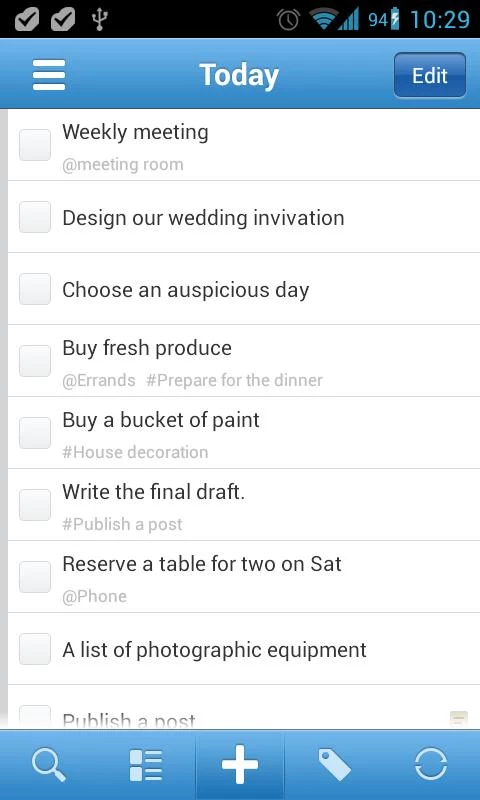 94 10:29
Today
Edit
Weekly meeting
@meeting room
Design our wedding invivation
Choose an auspicious day
Buy fresh produce
@Errands #Prepare for the dinner
Buy a bucket of paint
#House decoration
Write the final draft.
#Publish a post
Reserve a table for two on Sat
@Phone
A list of photographic equipment
Publish a post